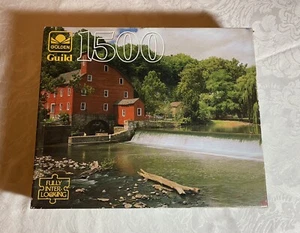 GOLDEN
Guild
1500
FULLY
INTER-
LOCKING